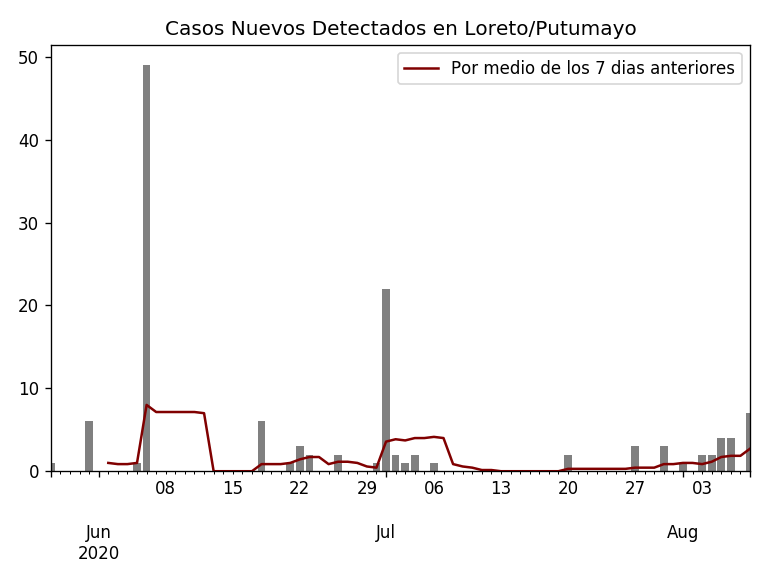 Casos Nuevos Detectados en Loreto/Putumayo
Por medio de los 7 dias anteriores
50
40
30
20
10
0
08 15 22 29 06 13 20 27 03
Jun Jul Aug
2020